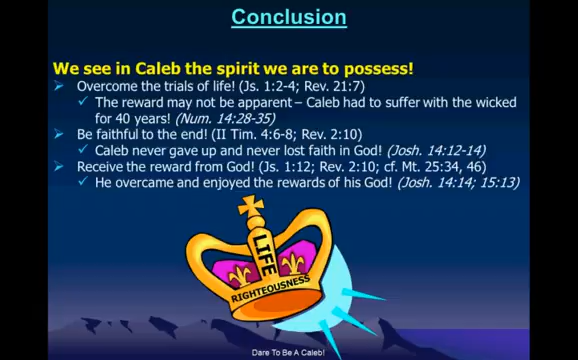 Conclusion
We see in Caleb the spirit we are to possess!
Overcome the trials of life! (Js. 1:2-4; Rev. 21:7)
The reward may not be apparent – Caleb had to suffer with the wicked
for 40 years! (Num. 14:28-35)
Be faithful to the end! (II Tim. 4:6-8; Rev. 2:10)
Caleb never gave up and never lost faith in God! (Josh. 14:12-14)
Receive the reward from God! (Js. 1:12; Rev. 2:10; cf. Mt. 25:34, 46)
He overcame and enjoyed the rewards of his God! (Josh. 14:14; 15:13)
LIFE
RIGHTEOUSNESS
Dare To Be A Caleb!